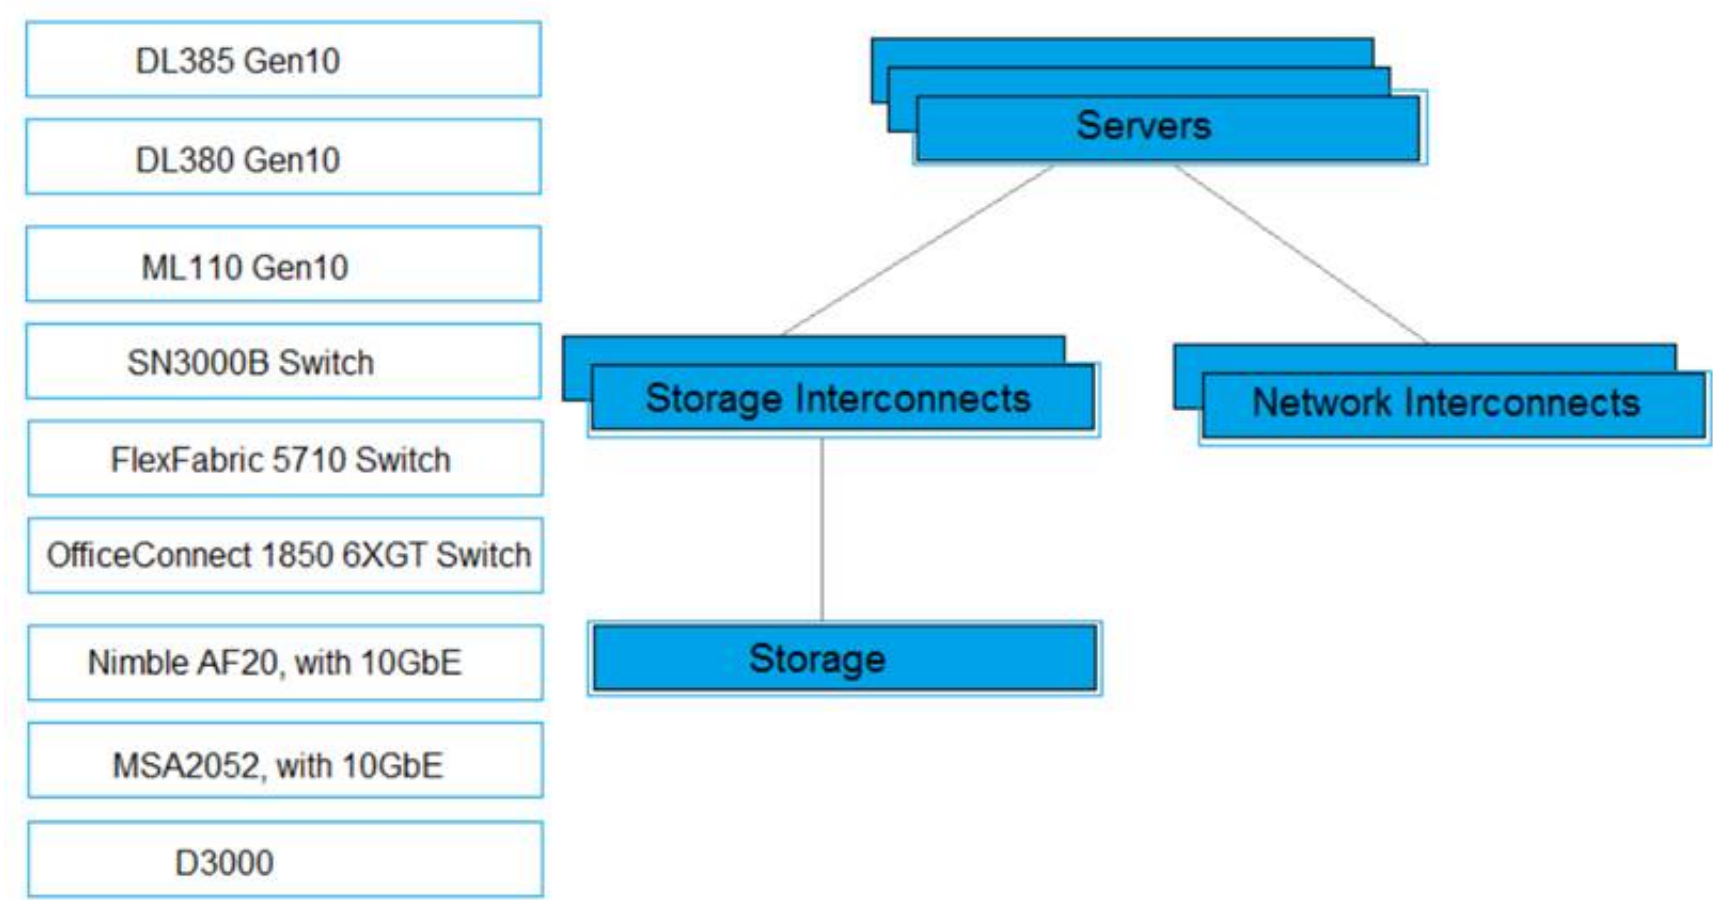 DL385 Gen10
DL380 Gen10
ML110 Gen10
SN3000B Switch
FlexFabric 5710 Switch
OfficeConnect 1850 6XGT Switch
Nimble AF20, with 10GbE
MSA2052, with 10GbE
D3000
Servers
Storage Interconnects
Network Interconnects
Storage